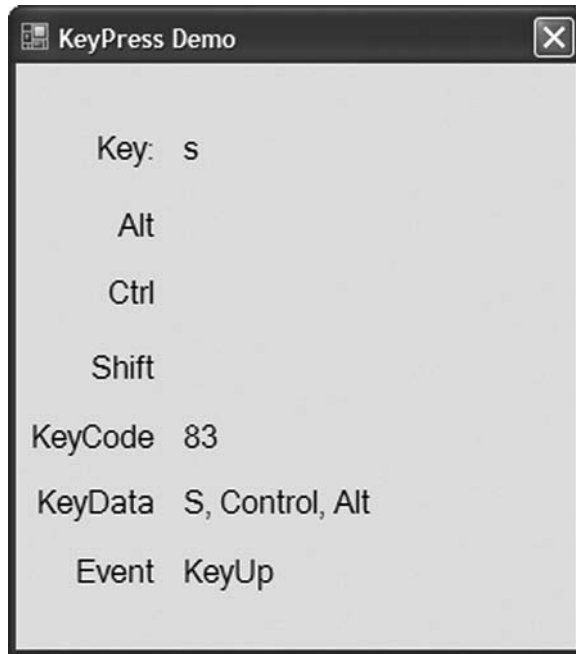 KeyPress Demo
Key: s
Alt
Ctrl
Shift
KeyCode 83
KeyData S, Control, Alt
Event KeyUp